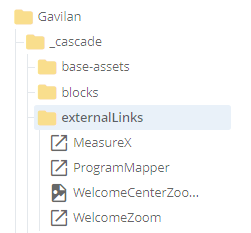 Gavilan
_cascade
base-assets
blocks
externalLinks
MeasureX
ProgramMapper
WelcomeCenterZoo...
WelcomeZoom